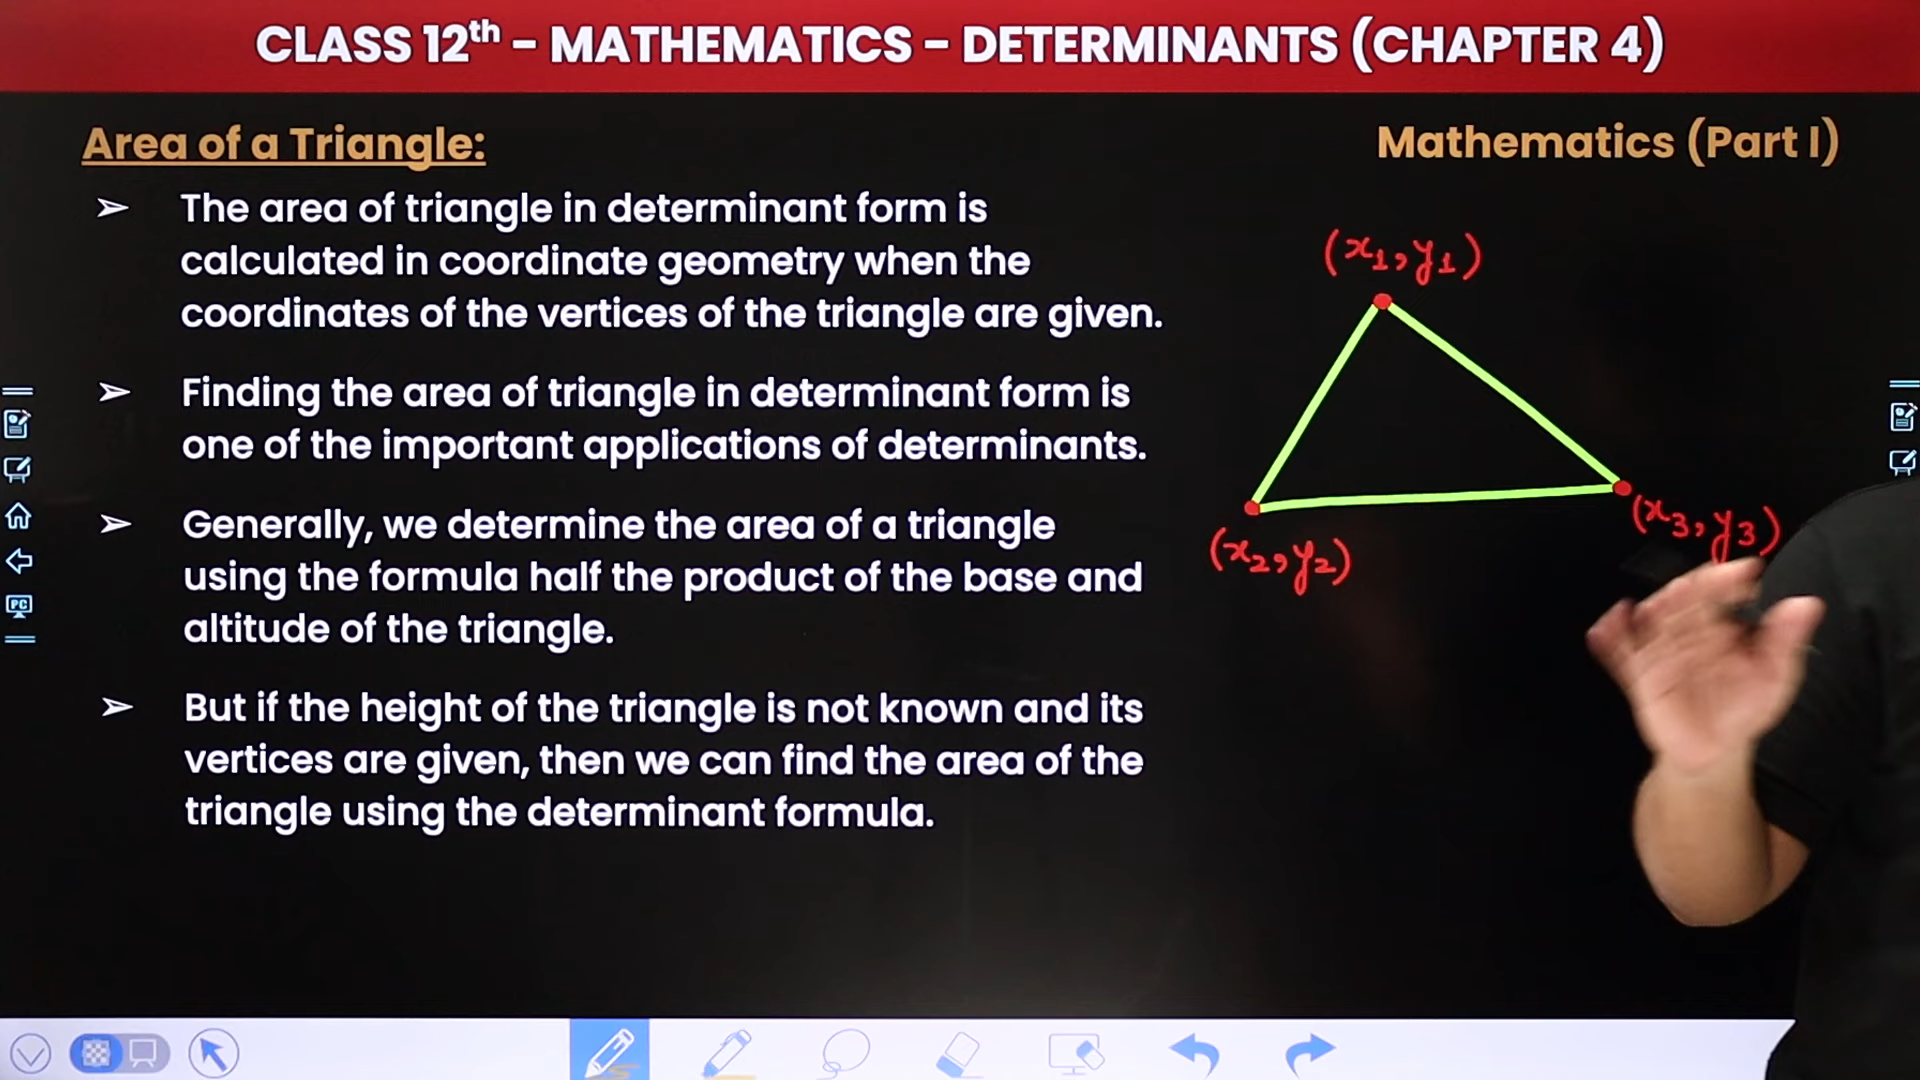 CLASS 12th - MATHEMATICS - DETERMINANTS (CHAPTER 4)
Area of a Triangle:
Mathematics (Part I)
➢ The area of triangle in determinant form is
calculated in coordinate geometry when the
coordinates of the vertices of the triangle are given.
➢ Finding the area of triangle in determinant form is
one of the important applications of determinants.
➢ Generally, we determine the area of a triangle
using the formula half the product of the base and
altitude of the triangle.
➢ But if the height of the triangle is not known and its
vertices are given, then we can find the area of the
triangle using the determinant formula.
(x₁, y₁)
(x₂, y₂)
(x₃, y₃)
PC